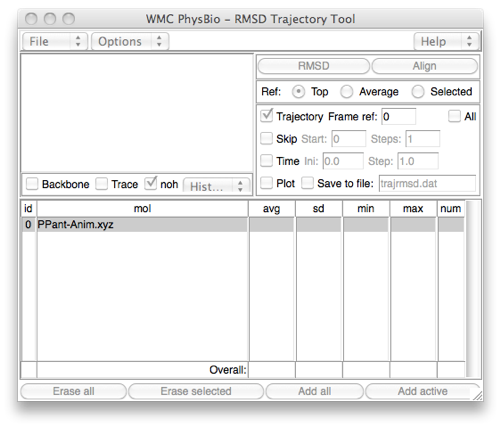 WMC PhysBio - RMSD Trajectory Tool
File Options Help
RMSD Align
Ref: Top Average Selected
Trajectory Frame ref: 0 All
Skip Start: 0 Steps: 1
Time Ini: 0.0 Step: 1.0
Plot Save to file: trajrmsd.dat
Backbone Trace noh Hist...
id mol avg sd min max num
0 PPant-Anim.xyz
Overall:
Erase all Erase selected Add all Add active